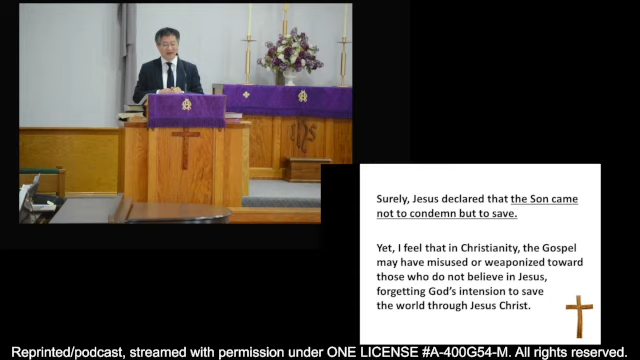 Surely, Jesus declared that the Son came
not to condemn but to save.
Yet, I feel that in Christianity, the Gospel
may have misused or weaponized toward
those who do not believe in Jesus,
forgetting God's intension to save
the world through Jesus Christ.
Reprinted/podcast, streamed with permission under ONE LICENSE #A-400G54-M. All rights reserved.